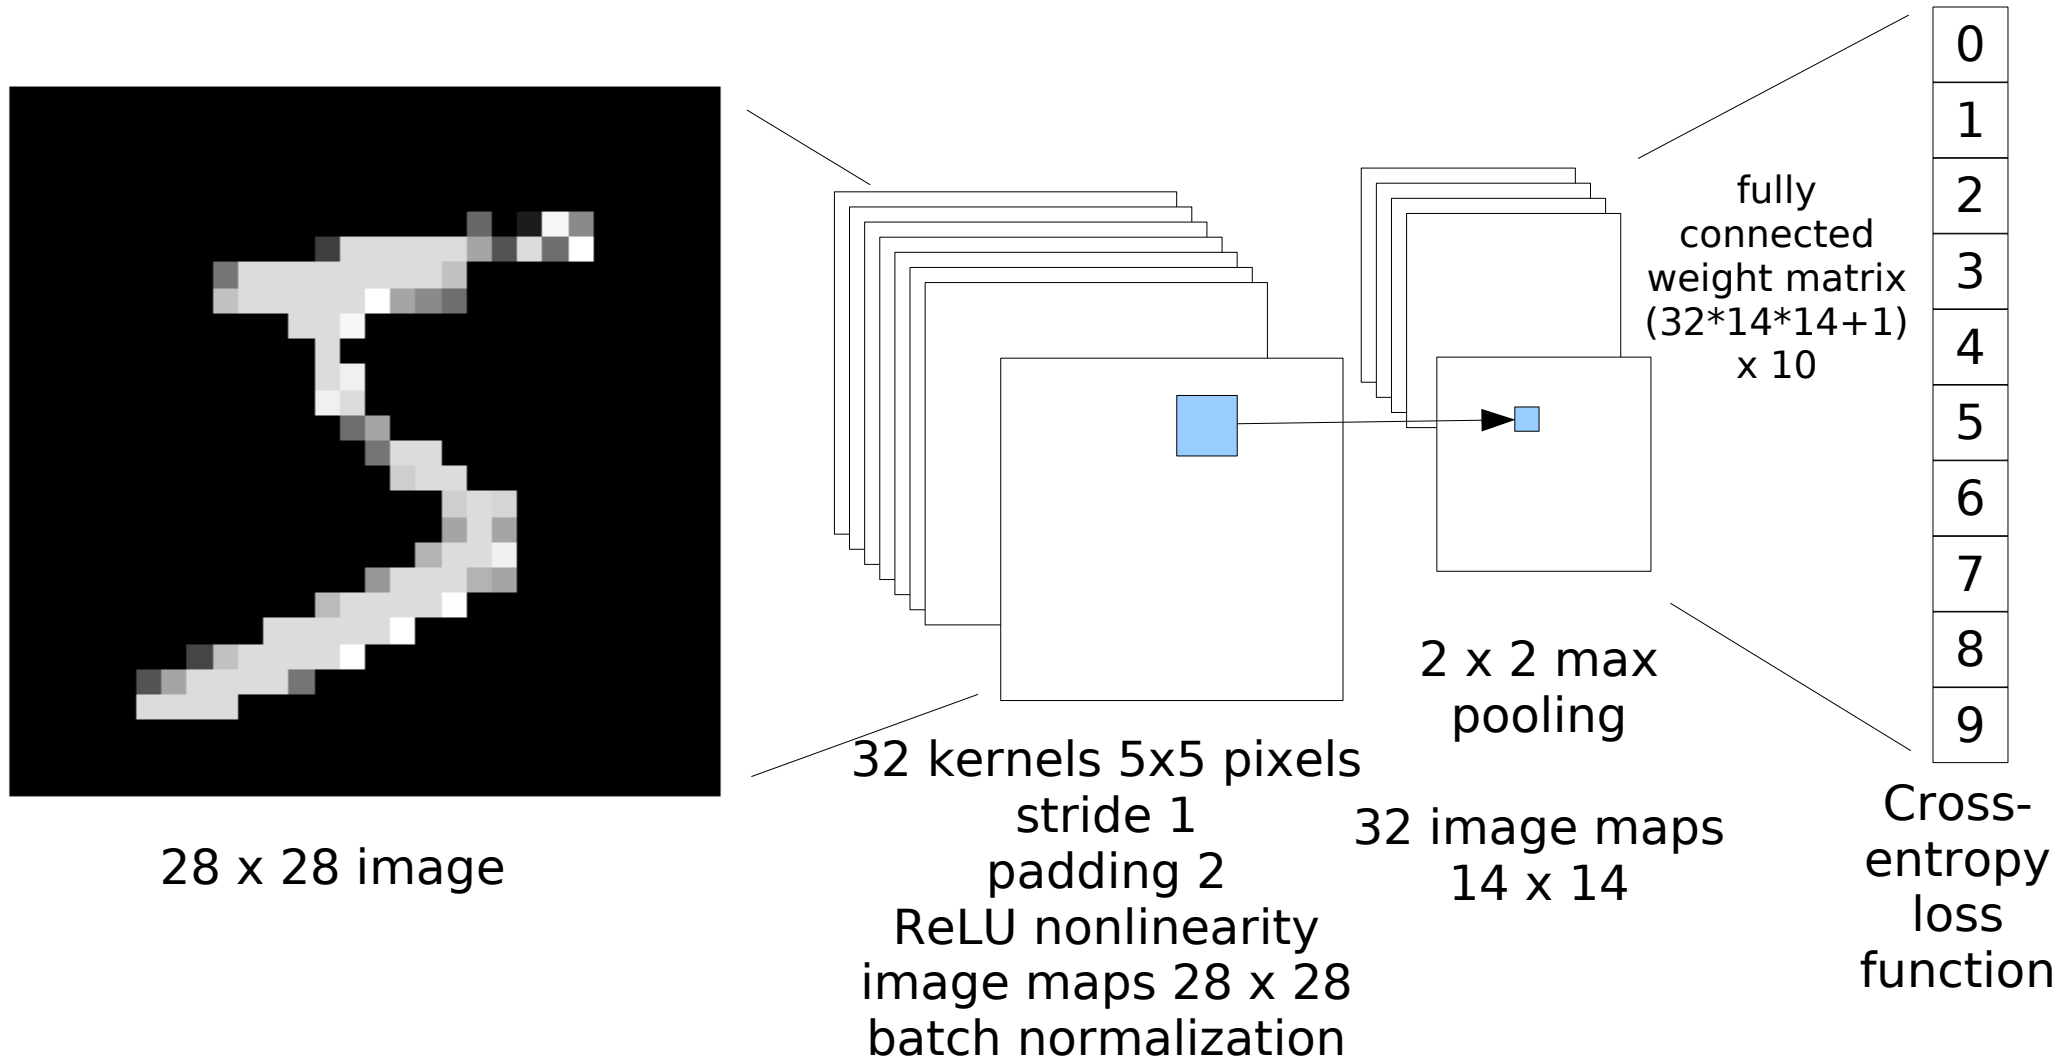 28 x 28 image
32 kernels 5x5 pixels
stride 1
padding 2
ReLU nonlinearity
image maps 28 x 28
batch normalization
2 x 2 max
pooling
32 image maps
14 x 14
fully
connected
weight matrix
(32*14*14+1)
x 10
0
1
2
3
4
5
6
7
8
9
Cross-
entropy
loss
function